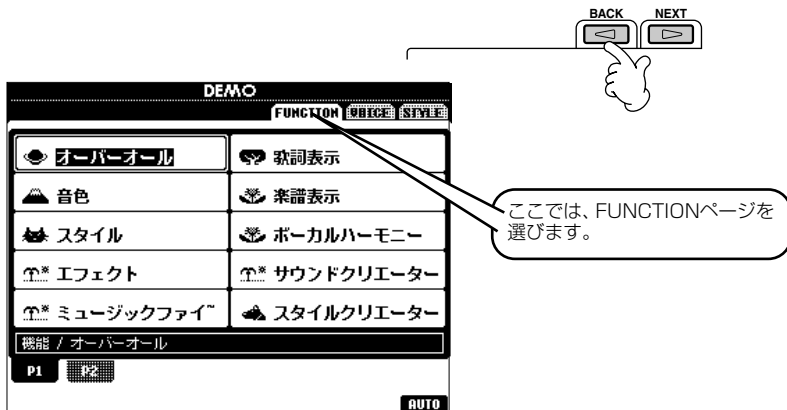 BACK NEXT
DEMO
FUNCTION VOICE STYLE
オーバーオール 歌詞表示
音色 楽譜表示
スタイル ボーカルハーモニー
エフェクト サウンドクリエーター
ミュージックファイ~ スタイルクリエーター
機能 / オーバーオール
P1 P2
AUTO
ここでは、FUNCTIONページを
選びます。